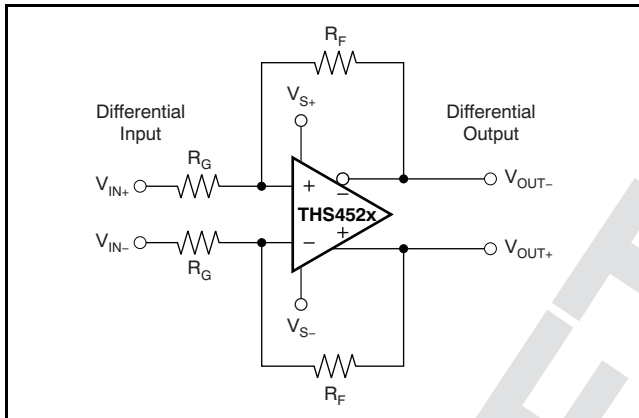 R_F
V_S+
Differential Input
Differential Output
R_G
V_IN+
+
−
V_OUT−
THS452x
V_IN−
−
+
V_OUT+
R_G
V_S−
R_F